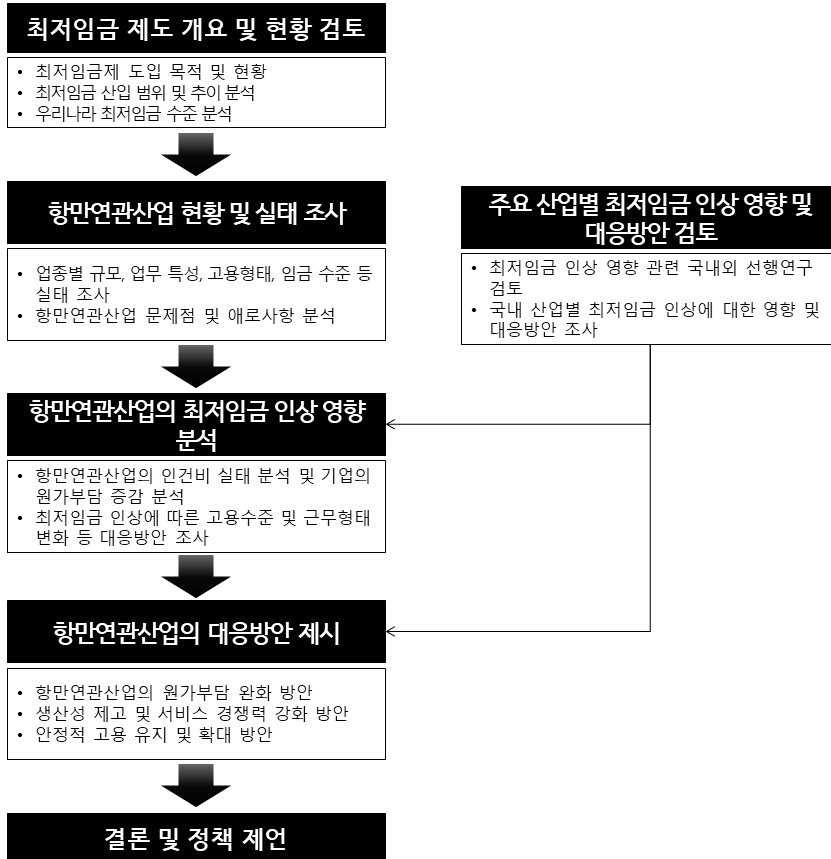 최저임금 제도 개요 및 현황 검토
• 최저임금제 도입 목적 및 현황
• 최저임금 산입 범위 및 추이 분석
• 우리나라 최저임금 수준 분석
항만연관산업 현황 및 실태 조사
• 업종별 규모, 업무 특성, 고용형태, 임금 수준 등
실태 조사
• 항만연관산업 문제점 및 애로사항 분석
주요 산업별 최저임금 인상 영향 및
대응방안 검토
• 최저임금 인상 영향 관련 국내외 선행연구
검토
• 국내 산업별 최저임금 인상에 대한 영향 및
대응방안 조사
항만연관산업의 최저임금 인상 영향
분석
• 항만연관산업의 인건비 실태 분석 및 기업의
원가부담 증감 분석
• 최저임금 인상에 따른 고용수준 및 근무형태
변화 등 대응방안 조사
항만연관산업의 대응방안 제시
• 항만연관산업의 원가부담 완화 방안
• 생산성 제고 및 서비스 경쟁력 강화 방안
• 안정적 고용 유지 및 확대 방안
결론 및 정책 제언